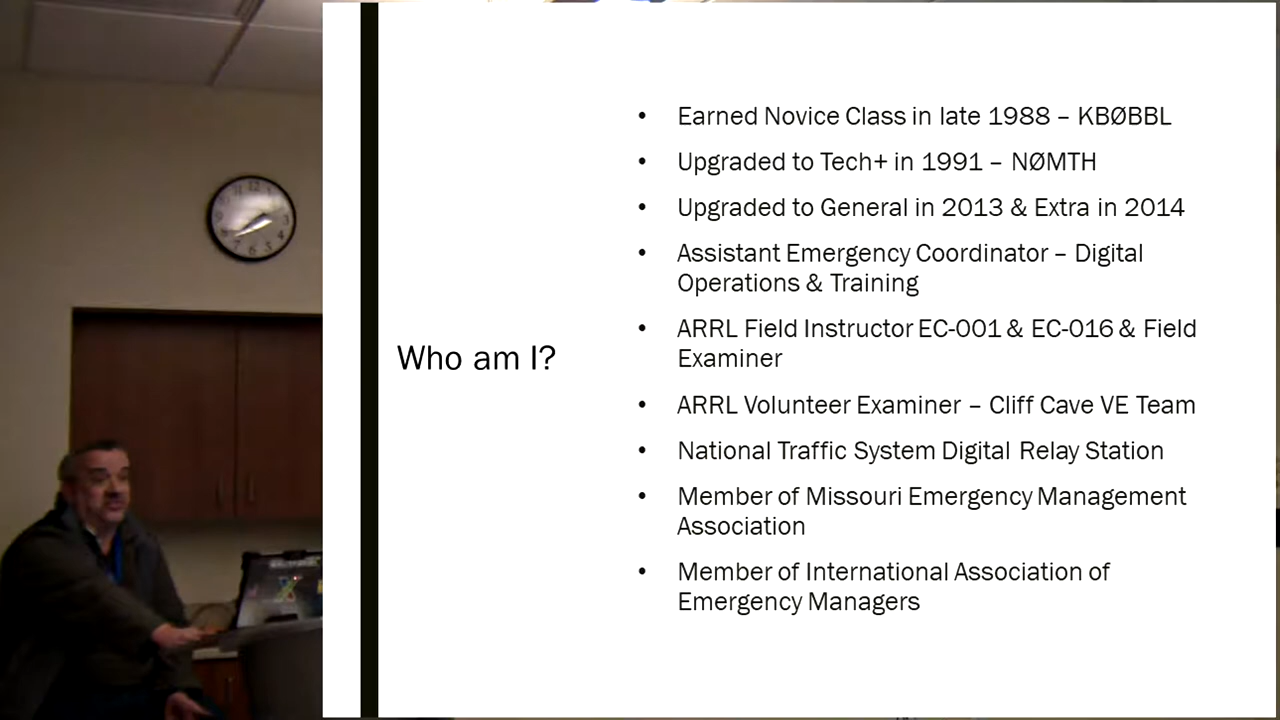 Who am I?
• Earned Novice Class in late 1988 – KBØBBL
• Upgraded to Tech+ in 1991 – NØMTH
• Upgraded to General in 2013 & Extra in 2014
• Assistant Emergency Coordinator – Digital
Operations & Training
• ARRL Field Instructor EC-001 & EC-016 & Field
Examiner
• ARRL Volunteer Examiner – Cliff Cave VE Team
• National Traffic System Digital Relay Station
• Member of Missouri Emergency Management
Association
• Member of International Association of
Emergency Managers